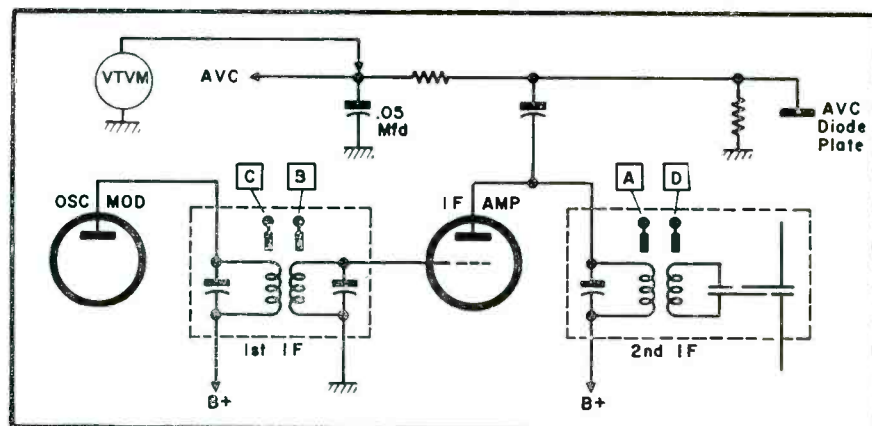 VTVM
AVC
.05
Mfd
AVC
Diode
Plate
OSC MOD
C
B
IF AMP
A
D
1st IF
2nd IF
B+
B+